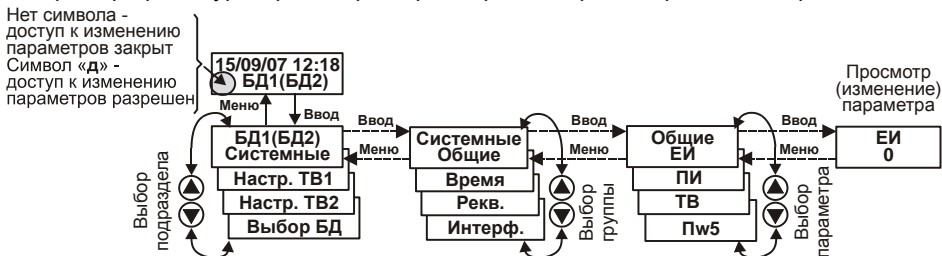 Нет символа -
доступ к изменению
параметров закрыт
Символ «д» -
доступ к изменению
параметров разрешен
15/09/07 12:18
БД1(БД2)
Меню
Ввод
БД1(БД2)
Системные
Настр. ТВ1
Настр. ТВ2
Выбор БД
Выбор
подраздела
Ввод
Меню
Системные
Общие
Время
Рекв.
Интерф.
Выбор
группы
Ввод
Меню
Общие
ЕИ
ПИ
ТВ
Пw5
Выбор
параметра
Ввод
Меню
Просмотр
(изменение)
параметра
ЕИ
0